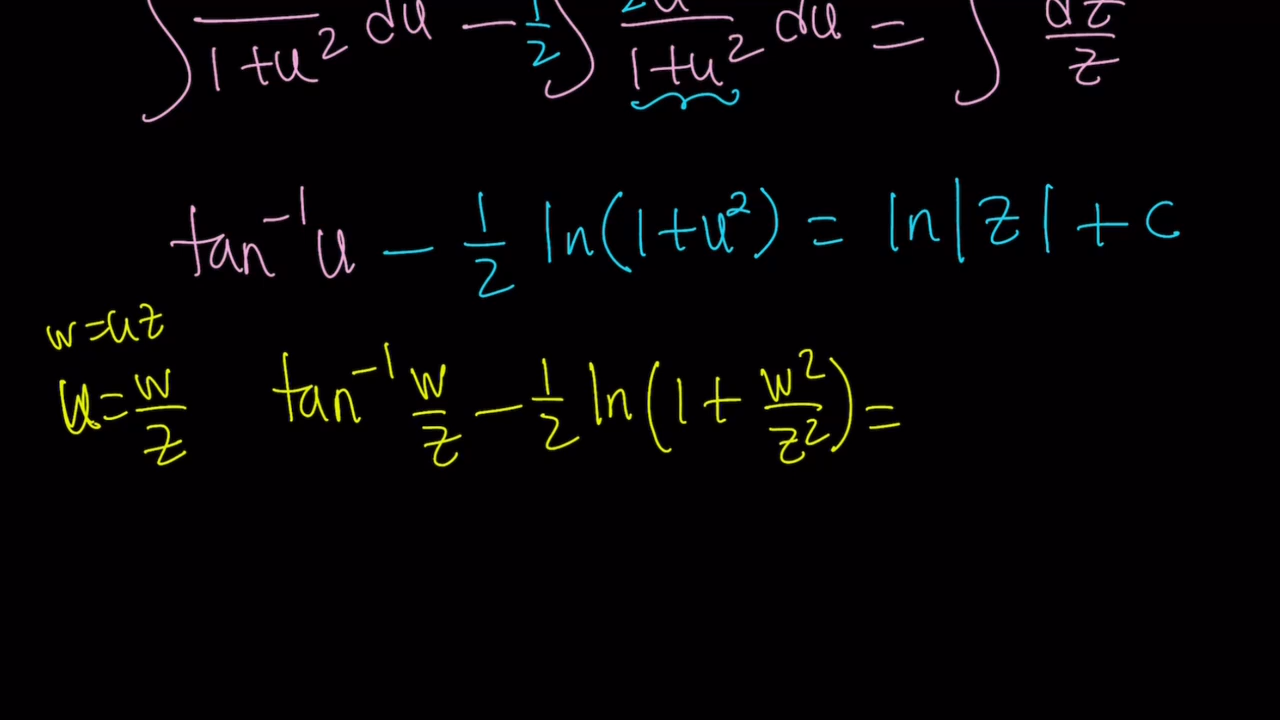 ∫ ‾/(1+u²) du − 1/2 ∫ 2u/(1+u²) du = ∫ dz/z
tan⁻¹u − 1/2 ln(1+u²) = ln|z| + c
w=uz
u=w/z tan⁻¹ w/z − 1/2 ln(1 + w²/z²) =